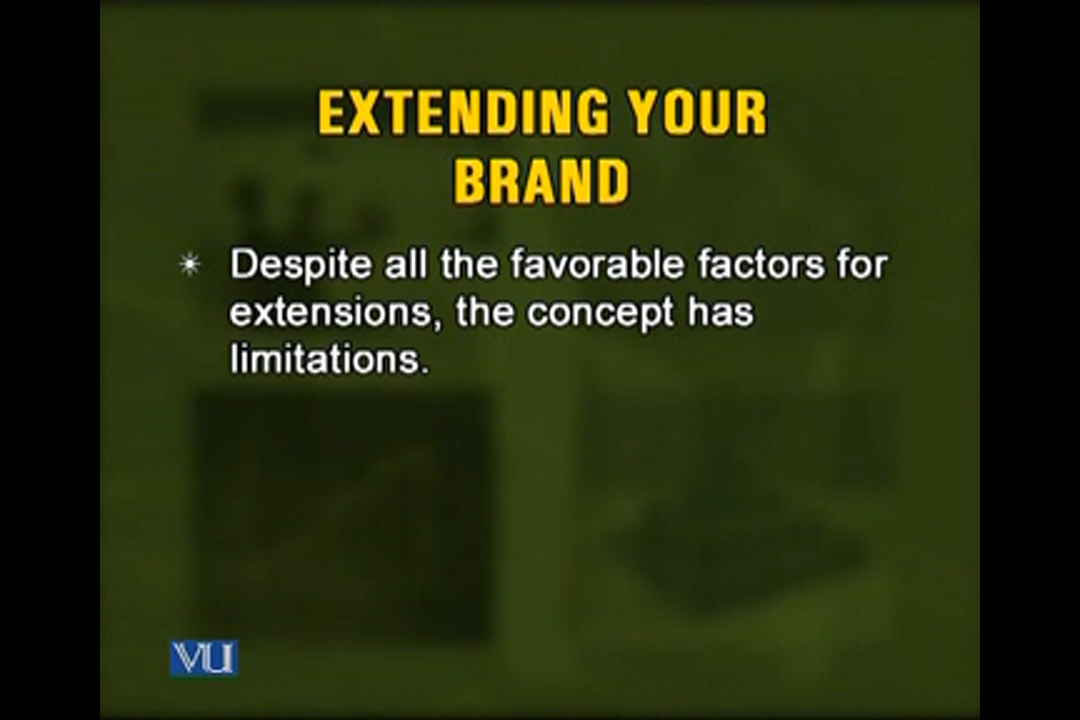 EXTENDING YOUR
BRAND
Despite all the favorable factors for
extensions, the concept has
limitations.
VU